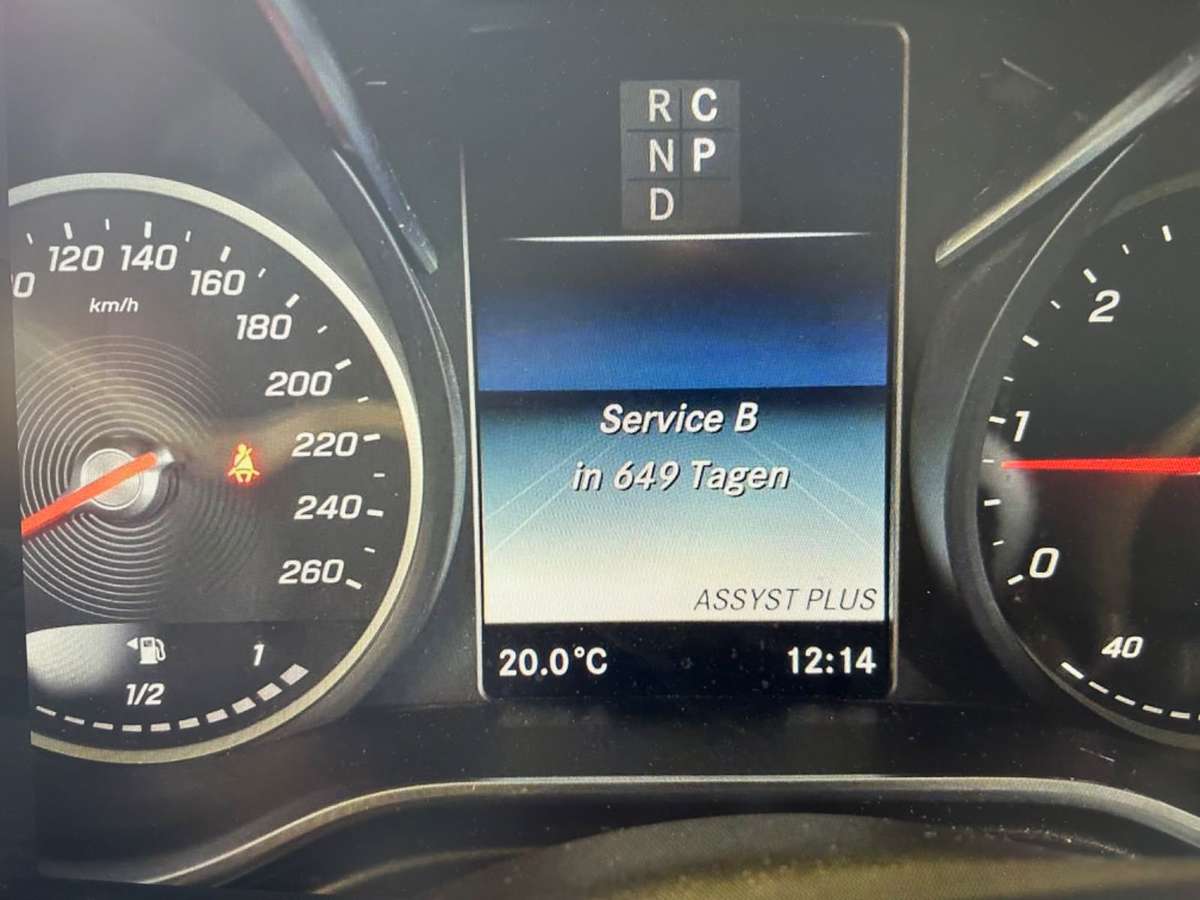 R C
N P
D
120 140 160 180 200 220 240 260
km/h
Service B
in 649 Tagen
ASSYST PLUS
20.0°C 12:14
1/2 1
2
1
0
40